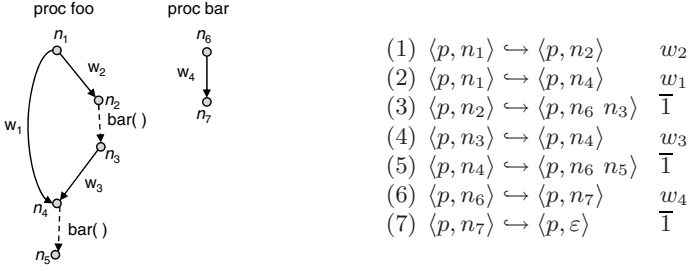 proc foo
proc bar
n1
n6
w2
w4
n2
n7
bar( )
w1
n3
w3
n4
bar( )
n5
(1) ⟨p, n₁⟩ ↪ ⟨p, n₂⟩ w₂
(2) ⟨p, n₁⟩ ↪ ⟨p, n₄⟩ w₁
(3) ⟨p, n₂⟩ ↪ ⟨p, n₆ n₃⟩ 1̅
(4) ⟨p, n₃⟩ ↪ ⟨p, n₄⟩ w₃
(5) ⟨p, n₄⟩ ↪ ⟨p, n₆ n₅⟩ 1̅
(6) ⟨p, n₆⟩ ↪ ⟨p, n₇⟩ w₄
(7) ⟨p, n₇⟩ ↪ ⟨p, ε⟩ 1̅